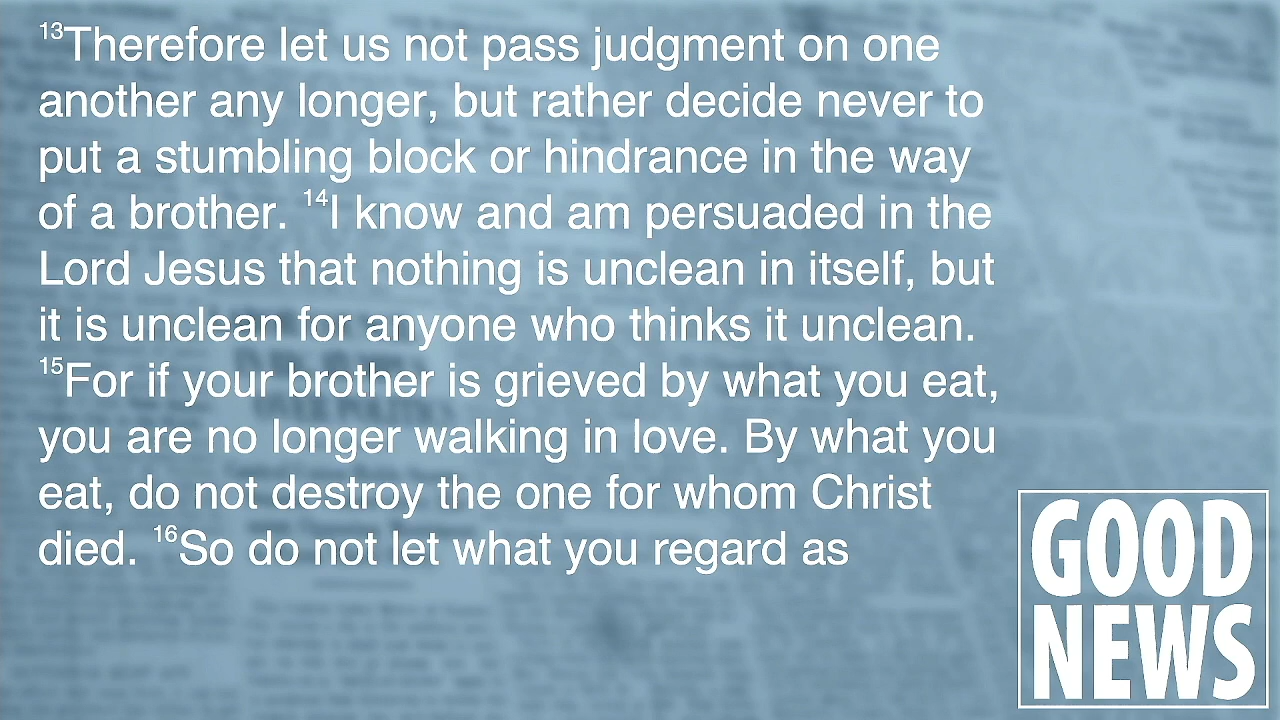 13Therefore let us not pass judgment on one
another any longer, but rather decide never to
put a stumbling block or hindrance in the way
of a brother. 14I know and am persuaded in the
Lord Jesus that nothing is unclean in itself, but
it is unclean for anyone who thinks it unclean.
15For if your brother is grieved by what you eat,
you are no longer walking in love. By what you
eat, do not destroy the one for whom Christ
died. 16So do not let what you regard as
GOOD
NEWS